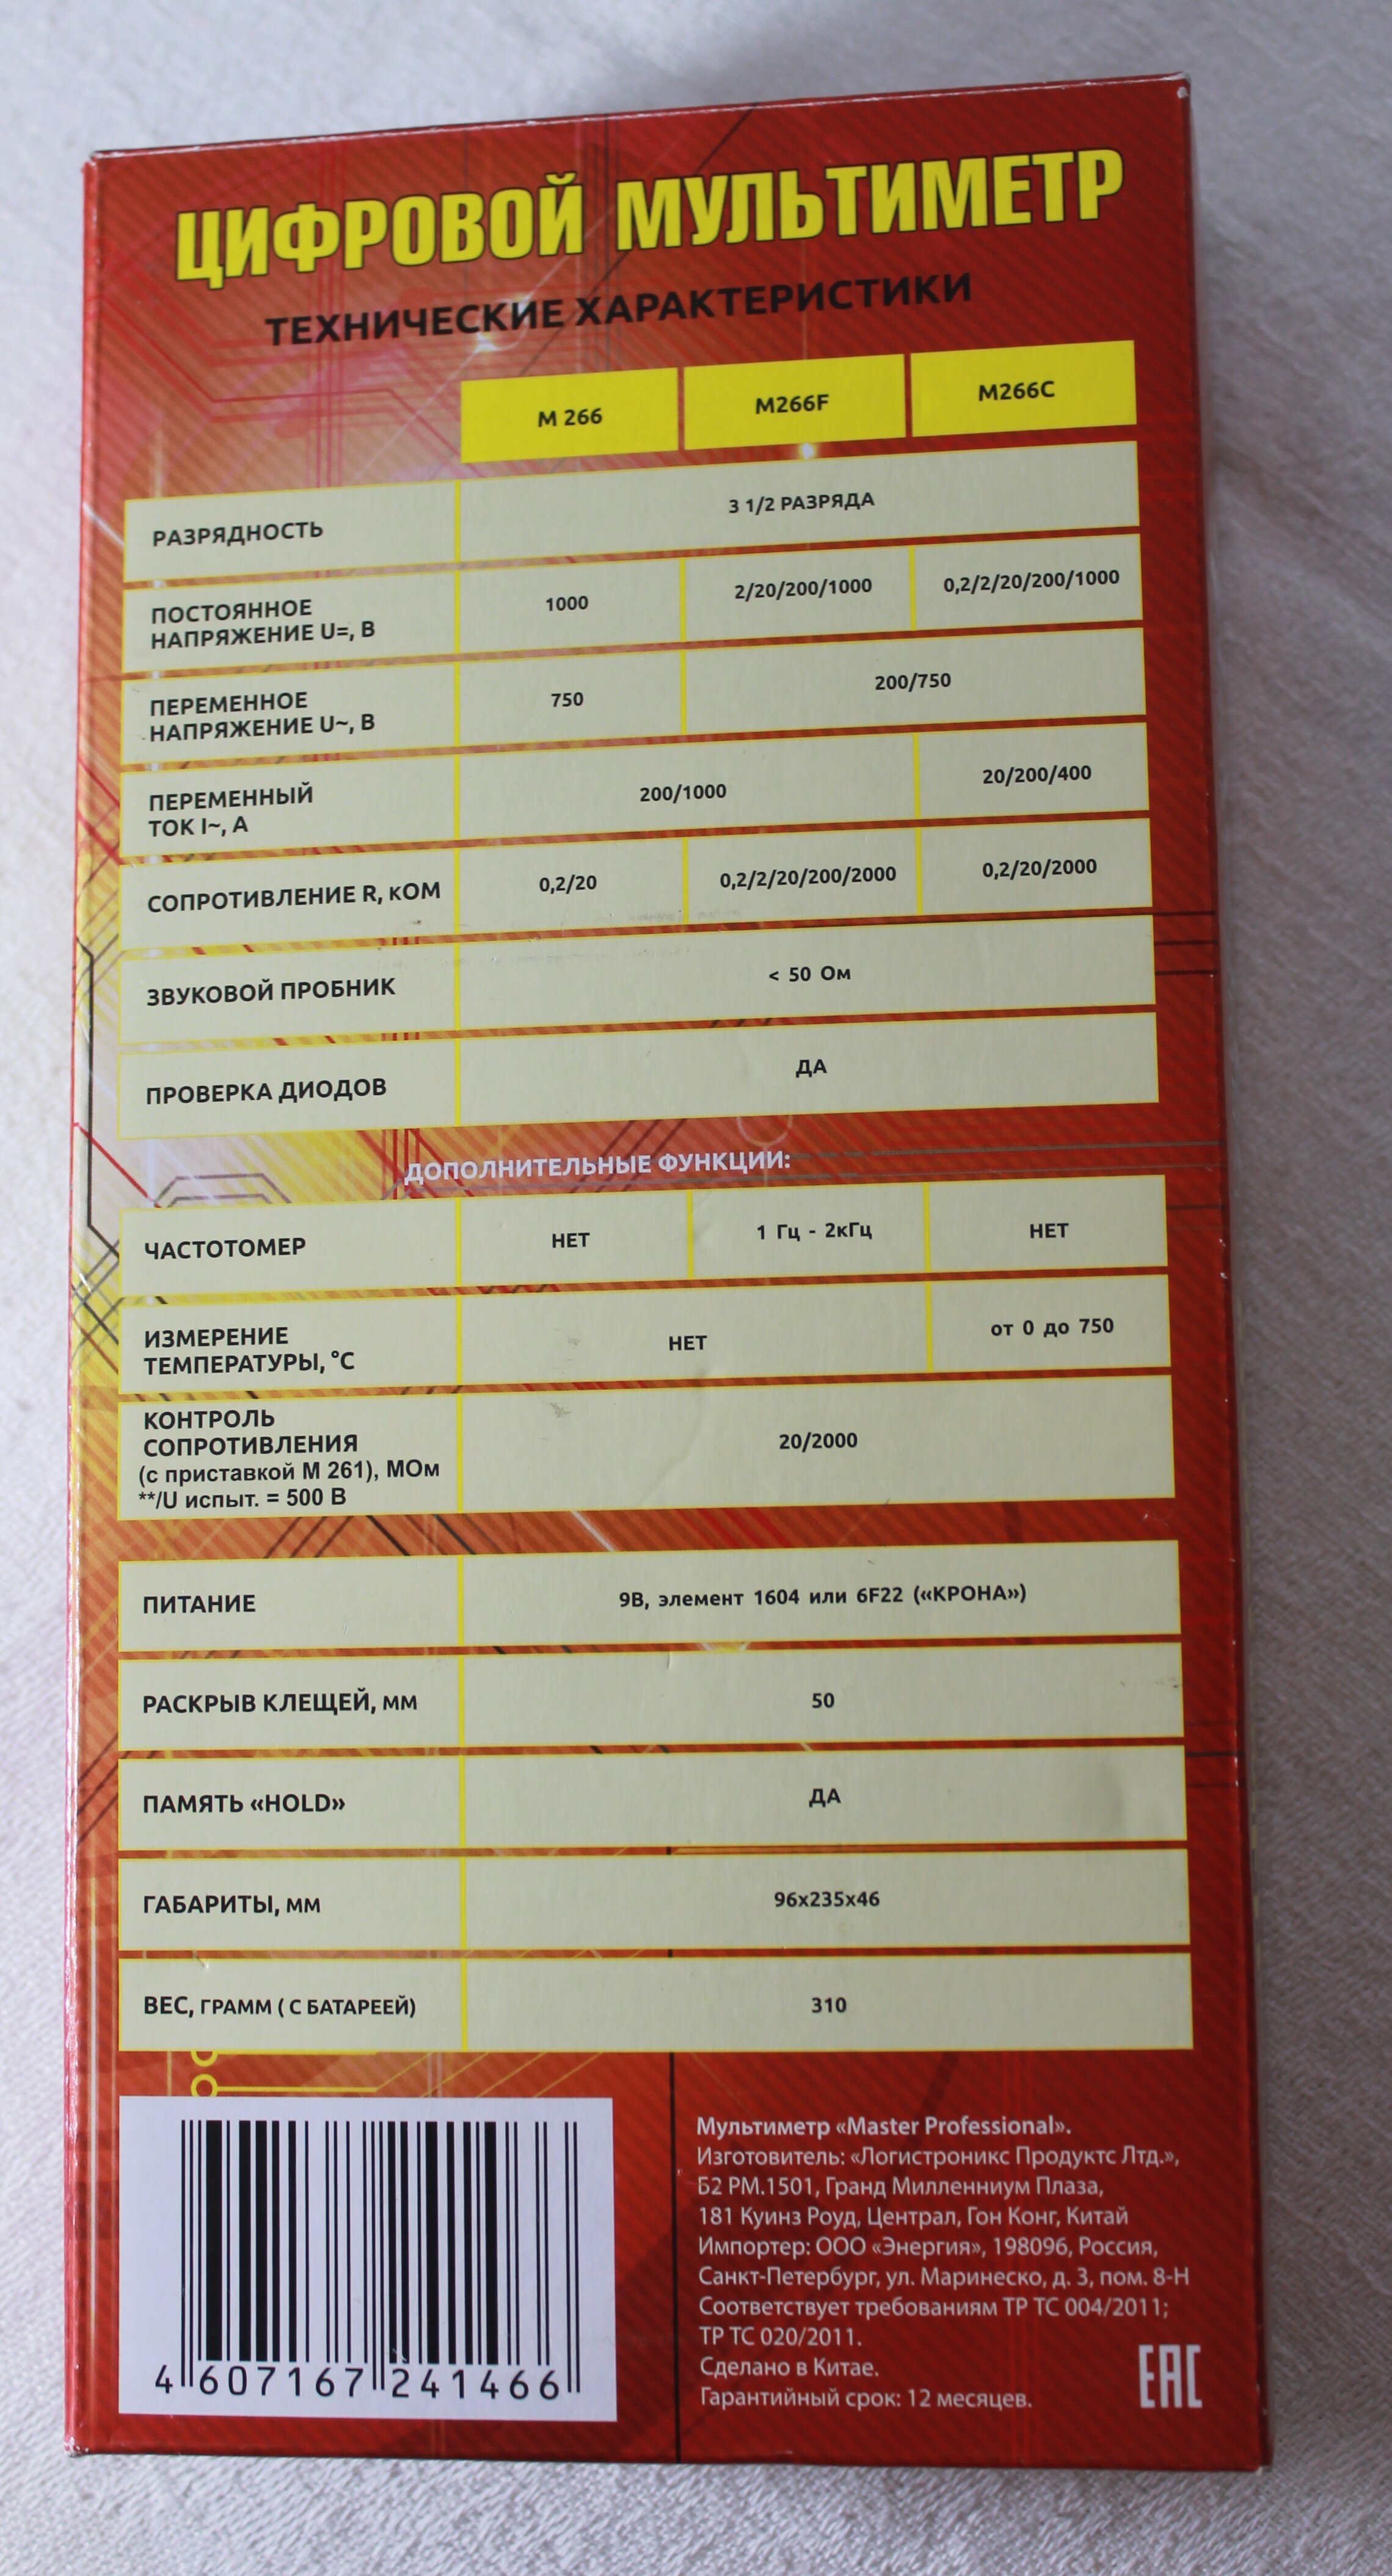 ЦИФРОВОЙ МУЛЬТИМЕТР
ТЕХНИЧЕСКИЕ ХАРАКТЕРИСТИКИ
М 266 M266F M266C
РАЗРЯДНОСТЬ 3 1/2 РАЗРЯДА
ПОСТОЯННОЕ
НАПРЯЖЕНИЕ U=, В 1000 2/20/200/1000 0,2/2/20/200/1000
ПЕРЕМЕННОЕ
НАПРЯЖЕНИЕ U~, В 750 200/750
ПЕРЕМЕННЫЙ
ТОК I~, А 200/1000 20/200/400
СОПРОТИВЛЕНИЕ R, кОМ 0,2/20 0,2/2/20/200/2000 0,2/20/2000
ЗВУКОВОЙ ПРОБНИК < 50 Ом
ПРОВЕРКА ДИОДОВ ДА
ДОПОЛНИТЕЛЬНЫЕ ФУНКЦИИ:
ЧАСТОТОМЕР НЕТ 1 Гц - 2кГц НЕТ
ИЗМЕРЕНИЕ
ТЕМПЕРАТУРЫ, °С НЕТ от 0 до 750
КОНТРОЛЬ
СОПРОТИВЛЕНИЯ
(с приставкой М 261), МОм
**/U испыт. = 500 В 20/2000
ПИТАНИЕ 9В, элемент 1604 или 6F22 («КРОНА»)
РАСКРЫВ КЛЕЩЕЙ, мм 50
ПАМЯТЬ «HOLD» ДА
ГАБАРИТЫ, мм 96х235х46
ВЕС, ГРАММ ( С БАТАРЕЕЙ) 310
4 607167 241466
Мультиметр «Master Professional».
Изготовитель: «Логистроникс Продуктс Лтд.»,
Б2 РМ.1501, Гранд Милленниум Плаза,
181 Куинз Роуд, Централ, Гон Конг, Китай
Импортер: ООО «Энергия», 198096, Россия,
Санкт-Петербург, ул. Маринеско, д. 3, пом. 8-Н
Соответствует требованиям ТР ТС 004/2011;
ТР ТС 020/2011.
Сделано в Китае.
Гарантийный срок: 12 месяцев.
EAC